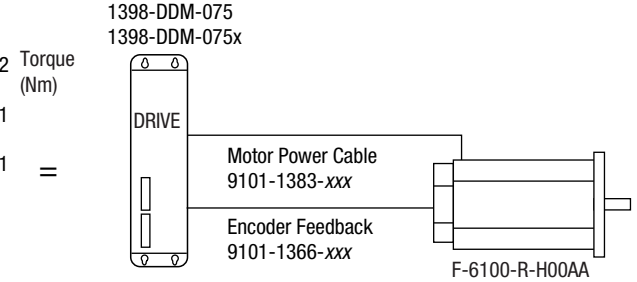 1398-DDM-075
1398-DDM-075x
2 Torque
(Nm)
1
DRIVE
1 =
Motor Power Cable
9101-1383-xxx
Encoder Feedback
9101-1366-xxx
F-6100-R-H00AA